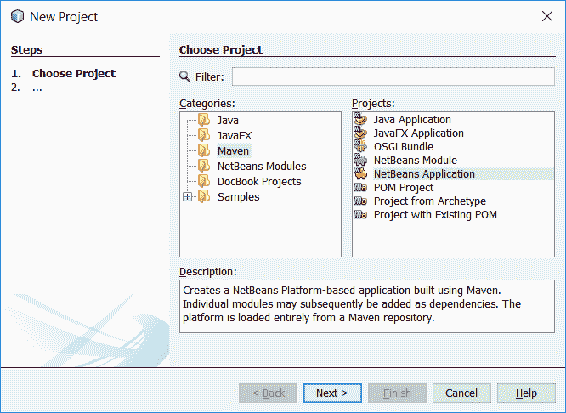 New Project
Steps
1. Choose Project
2. ...
Choose Project
Filter:
Categories:
Java
JavaFX
Maven
NetBeans Modules
DocBook Projects
Samples
Projects:
Java Application
JavaFX Application
OSGi Bundle
NetBeans Module
NetBeans Application
POM Project
Project from Archetype
Project with Existing POM
Description:
Creates a NetBeans Platform-based application built using Maven.
Individual modules may subsequently be added as dependencies. The
platform is loaded entirely from a Maven repository.
< Back
Next >
Finish
Cancel
Help